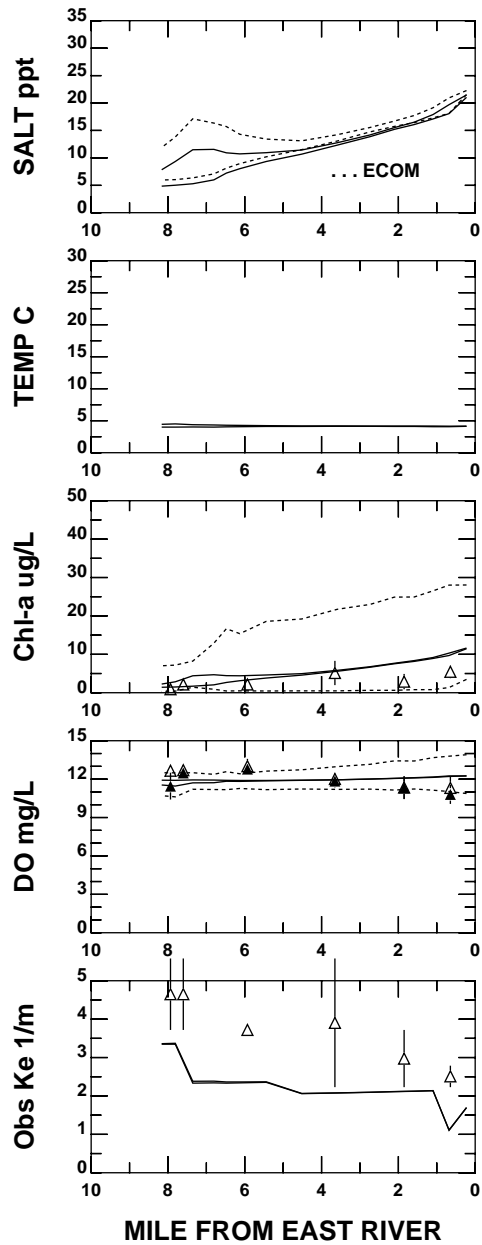 SALT ppt
35
30
25
20
15
10
5
0
. . . ECOM
10 8 6 4 2 0
TEMP C
30
25
20
15
10
5
0
10 8 6 4 2 0
Chl-a ug/L
50
40
30
20
10
0
10 8 6 4 2 0
DO mg/L
15
12
9
6
3
0
10 8 6 4 2 0
Obs Ke 1/m
5
4
3
2
1
0
10 8 6 4 2 0
MILE FROM EAST RIVER